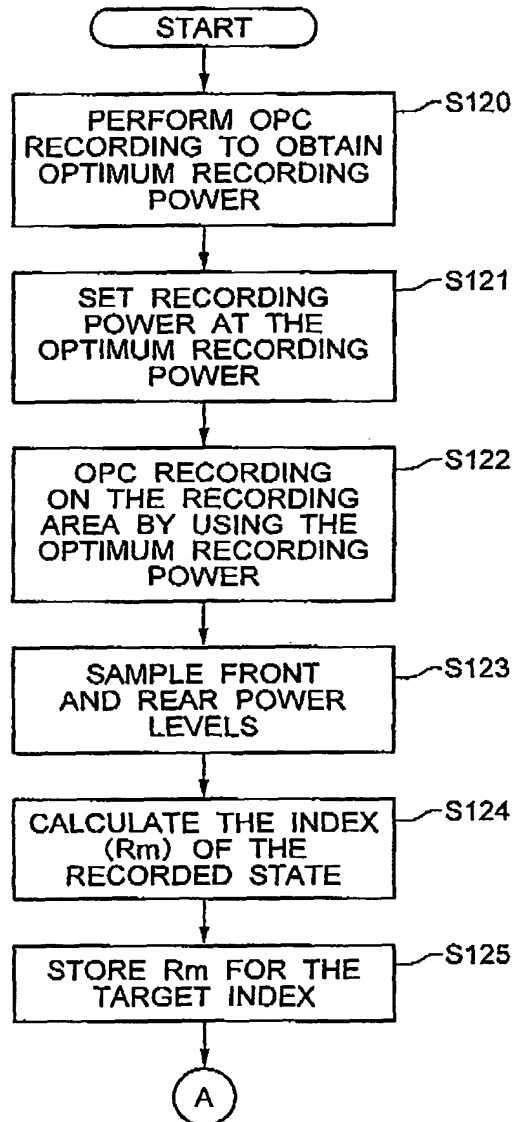 START
S120
PERFORM OPC
RECORDING TO OBTAIN
OPTIMUM RECORDING
POWER
S121
SET RECORDING
POWER AT THE
OPTIMUM RECORDING
POWER
S122
OPC RECORDING
ON THE RECORDING
AREA BY USING THE
OPTIMUM RECORDING
POWER
S123
SAMPLE FRONT
AND REAR POWER
LEVELS
S124
CALCULATE THE INDEX
(Rm) OF THE
RECORDED STATE
S125
STORE Rm FOR THE
TARGET INDEX
A